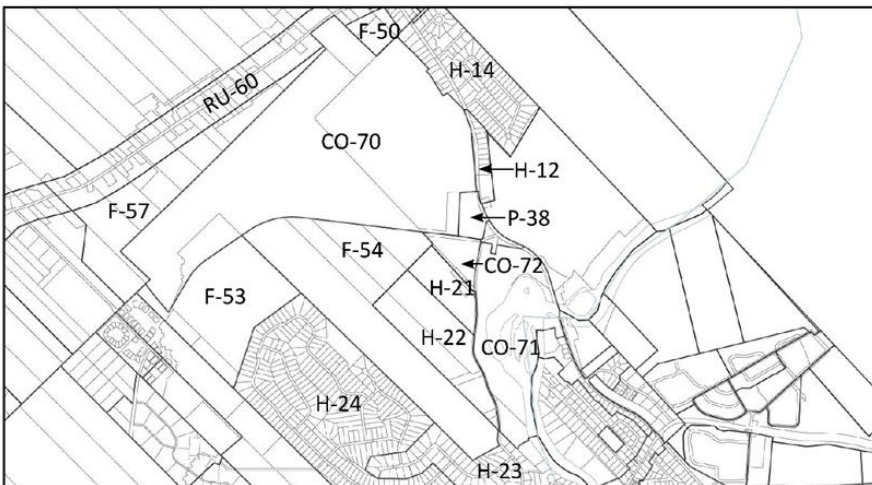 F-50
H-14
RU-60
CO-70
H-12
F-57
P-38
F-54
CO-72
F-53
H-21
H-22
CO-71
H-24
H-23